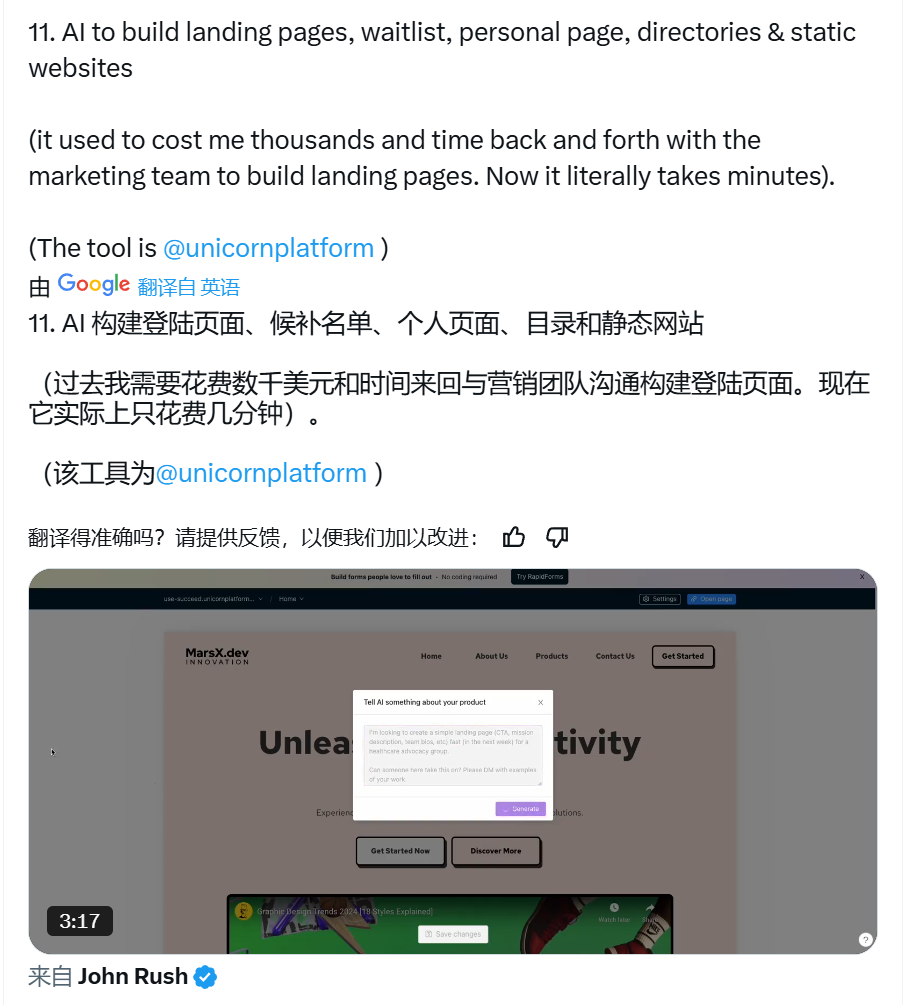 11. AI to build landing pages, waitlist, personal page, directories & static
websites
(it used to cost me thousands and time back and forth with the
marketing team to build landing pages. Now it literally takes minutes).
(The tool is @unicornplatform )
由 Google 翻译自 英语
11. AI 构建登陆页面、候补名单、个人页面、目录和静态网站
（过去我需要花费数千美元和时间来回与营销团队沟通构建登陆页面。现在
它实际上只花费几分钟）。
（该工具为@unicornplatform )
翻译得准确吗？请提供反馈，以便我们加以改进：
Build forms people love to fill out - No coding required Try RapidForms X
use-succeed.unicornplatform... Home Settings Open page
MarsX.dev
INNOVATION
Home About Us Products Contact Us Get Started
Tell AI something about your product X
I'm looking to create a simple landing page (CTA, mission
description, team bios, etc) fast (in the next week) for a
healthcare advocacy group.
Can someone here take this on? Please DM with examples
of your work.
Generate
Unlea tivity
Experienc olutions.
Get Started Now Discover More
Graphic Design Trends 2024 [18 Styles Explained]
Watch later Share
Save changes
3:17
?
来自 John Rush